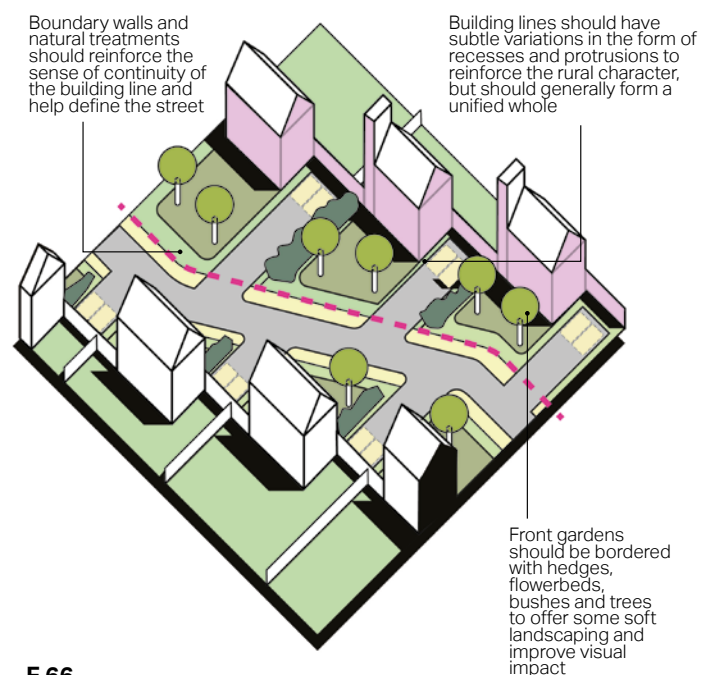 Boundary walls and
natural treatments
should reinforce the
sense of continuity of
the building line and
help define the street
Building lines should have
subtle variations in the form of
recesses and protrusions to
reinforce the rural character,
but should generally form a
unified whole
Front gardens
should be bordered
with hedges,
flowerbeds,
bushes and trees
to offer some soft
landscaping and
improve visual
impact
F.66